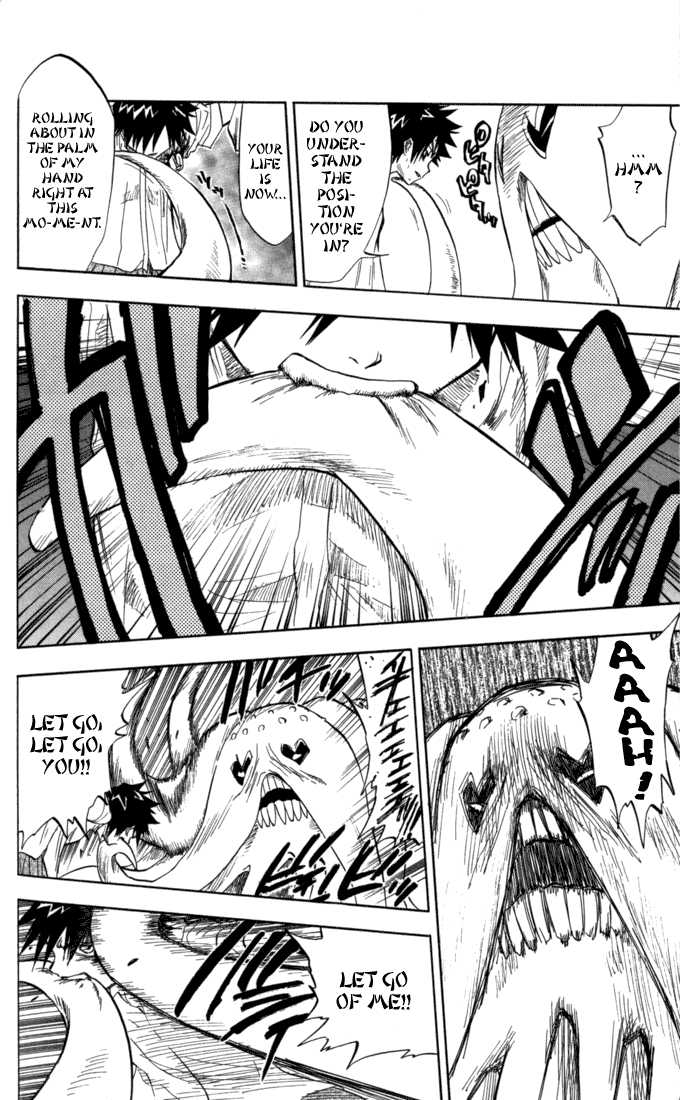 ...
HMM
?
DO YOU
UNDER-
STAND
THE
POSI-
TION
YOU'RE
IN?
YOUR
LIFE
IS
NOW...
ROLLING
ABOUT IN
THE PALM
OF MY
HAND
RIGHT AT
THIS
MO-ME-NT.
AAAH!
LET GO!
LET GO!
YOU!!
LET GO
OF ME!!